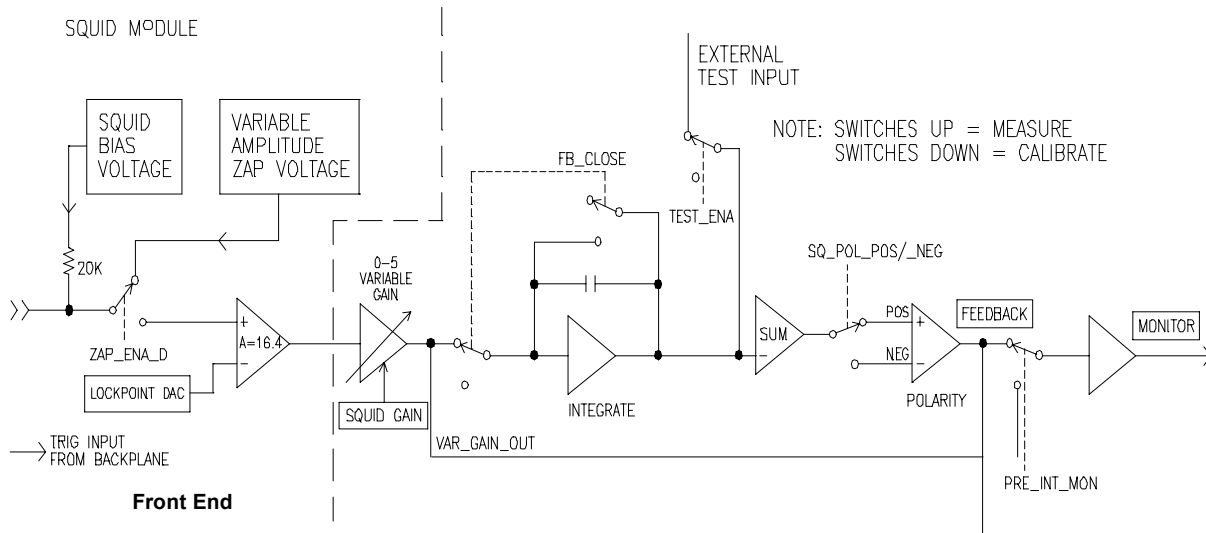 SQUID MODULE
SQUID
BIAS
VOLTAGE
VARIABLE
AMPLITUDE
ZAP VOLTAGE
EXTERNAL
TEST INPUT
NOTE: SWITCHES UP = MEASURE
SWITCHES DOWN = CALIBRATE
FB_CLOSE
TEST_ENA
20K
0-5
VARIABLE
GAIN
SQ_POL_POS/_NEG
ZAP_ENA_D
+
A=16.4
-
LOCKPOINT DAC
SQUID GAIN
INTEGRATE
-
SUM
POS
+
NEG
-
POLARITY
FEEDBACK
MONITOR
VAR_GAIN_OUT
PRE_INT_MON
TRIG INPUT
FROM BACKPLANE
Front End